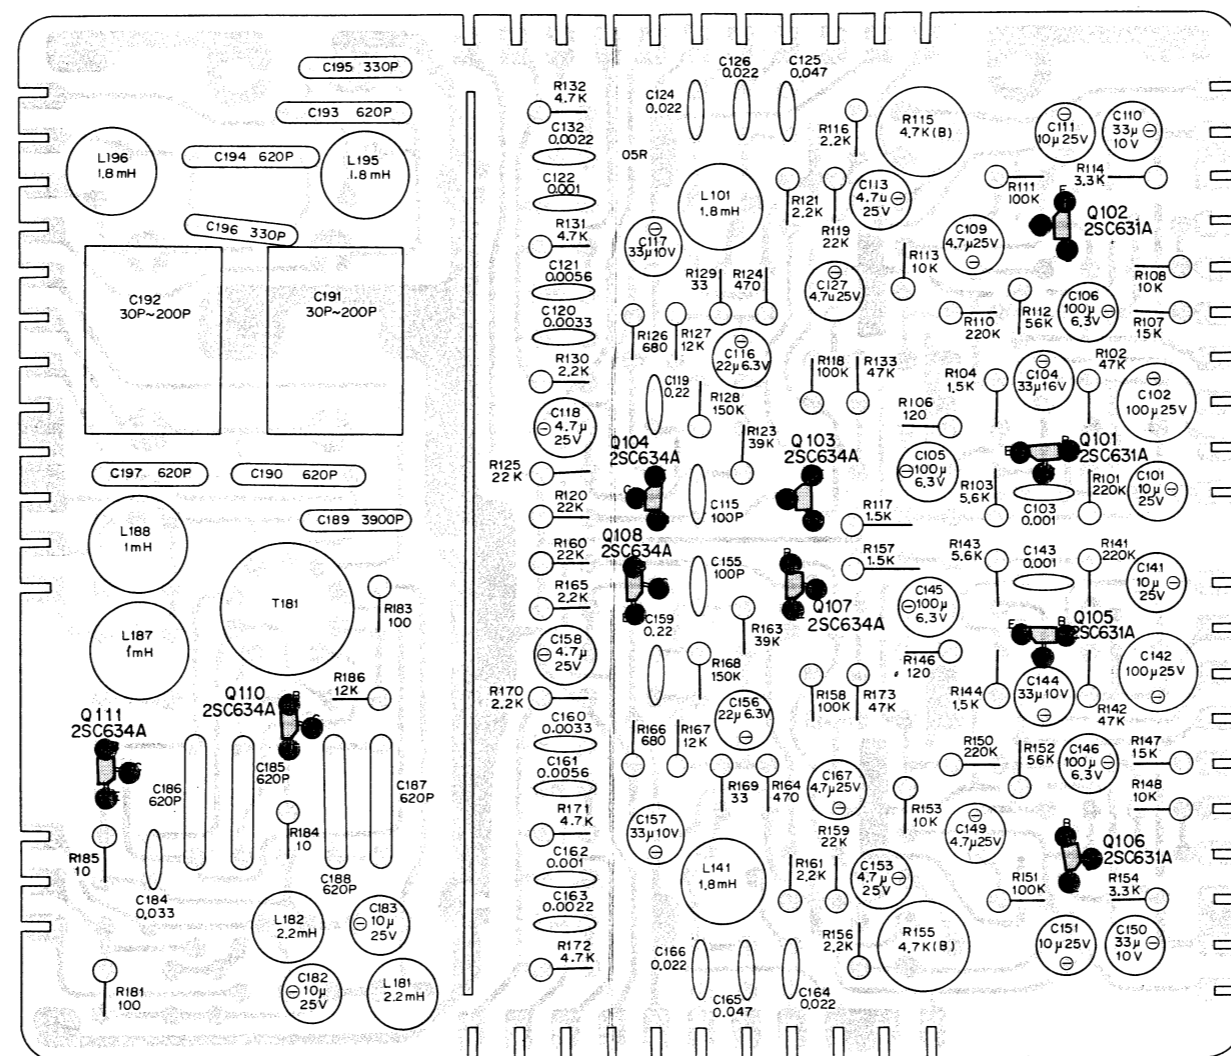 C195 330P
C193 620P
L196
1.8mH
C194 620P
L195
1.8mH
C196 330P
C192
30P~200P
C191
30P~200P
C197 620P
C190 620P
L188
1mH
C189 3900P
T181
R183
100
L187
1mH
R186
12K
Q110
2SC634A
Q111
2SC634A
C186
620P
C185
620P
C187
620P
R184
10
R185
10
C184
0.033
C188
620P
L182
2.2mH
C183
10μ
25V
R181
100
C182
10μ
25V
L181
2.2mH
R132
4.7K
C132
0.0022
C122
0.001
R131
4.7K
C121
0.0056
C120
0.0033
R130
2.2K
C118
4.7μ
25V
R125
22K
R120
22K
R160
22K
R165
2.2K
C158
4.7μ
25V
R170
2.2K
C160
0.0033
C161
0.0056
R171
4.7K
C162
0.001
C163
0.0022
R172
4.7K
C126
0.022
C125
0.047
C124
0.022
05R
R116
2.2K
R115
4.7K(B)
C111
10μ25V
C110
33μ
10V
L101
1.8mH
R121
2.2K
R119
22K
C113
4.7μ
25V
R111
100K
R114
3.3K
E
Q102
2SC631A
C117
33μ10V
R129
33
R124
470
C127
4.7μ25V
R113
10K
C109
4.7μ25V
R108
10K
R126
680
R127
12K
C116
22μ6.3V
R110
220K
R112
56K
C106
100μ
6.3V
R107
15K
C119
0.22
R128
150K
R118
100K
R133
47K
R104
1.5K
C104
33μ16V
R102
47K
C102
100μ25V
R106
120
R123
39K
Q104
2SC634A
C
Q103
2SC634A
C105
100μ
6.3V
E
B
Q101
2SC631A
R103
5.6K
R101
220K
C101
10μ
25V
C115
100P
R117
1.5K
C103
0.001
Q108
2SC634A
C155
100P
R157
1.5K
B
Q107
2SC634A
R143
5.6K
C143
0.001
R141
220K
C141
10μ
25V
C159
0.22
R163
39K
C145
100μ
6.3V
E
B
Q105
2SC631A
R168
150K
R146
120
C142
100μ25V
R158
100K
R173
47K
R144
1.5K
C144
33μ10V
R142
47K
C156
22μ6.3V
R166
680
R167
12K
R150
220K
R152
56K
C146
100μ
6.3V
R147
15K
R169
33
R164
470
C167
4.7μ25V
R153
10K
R148
10K
C157
33μ10V
R159
22K
C149
4.7μ25V
B
Q106
2SC631A
L141
1.8mH
R161
2.2K
C153
4.7μ
25V
R151
100K
R154
3.3K
R156
2.2K
R155
4.7K(B)
C151
10μ25V
C150
33μ
10V
C166
0.022
C165
0.047
C164
0.022